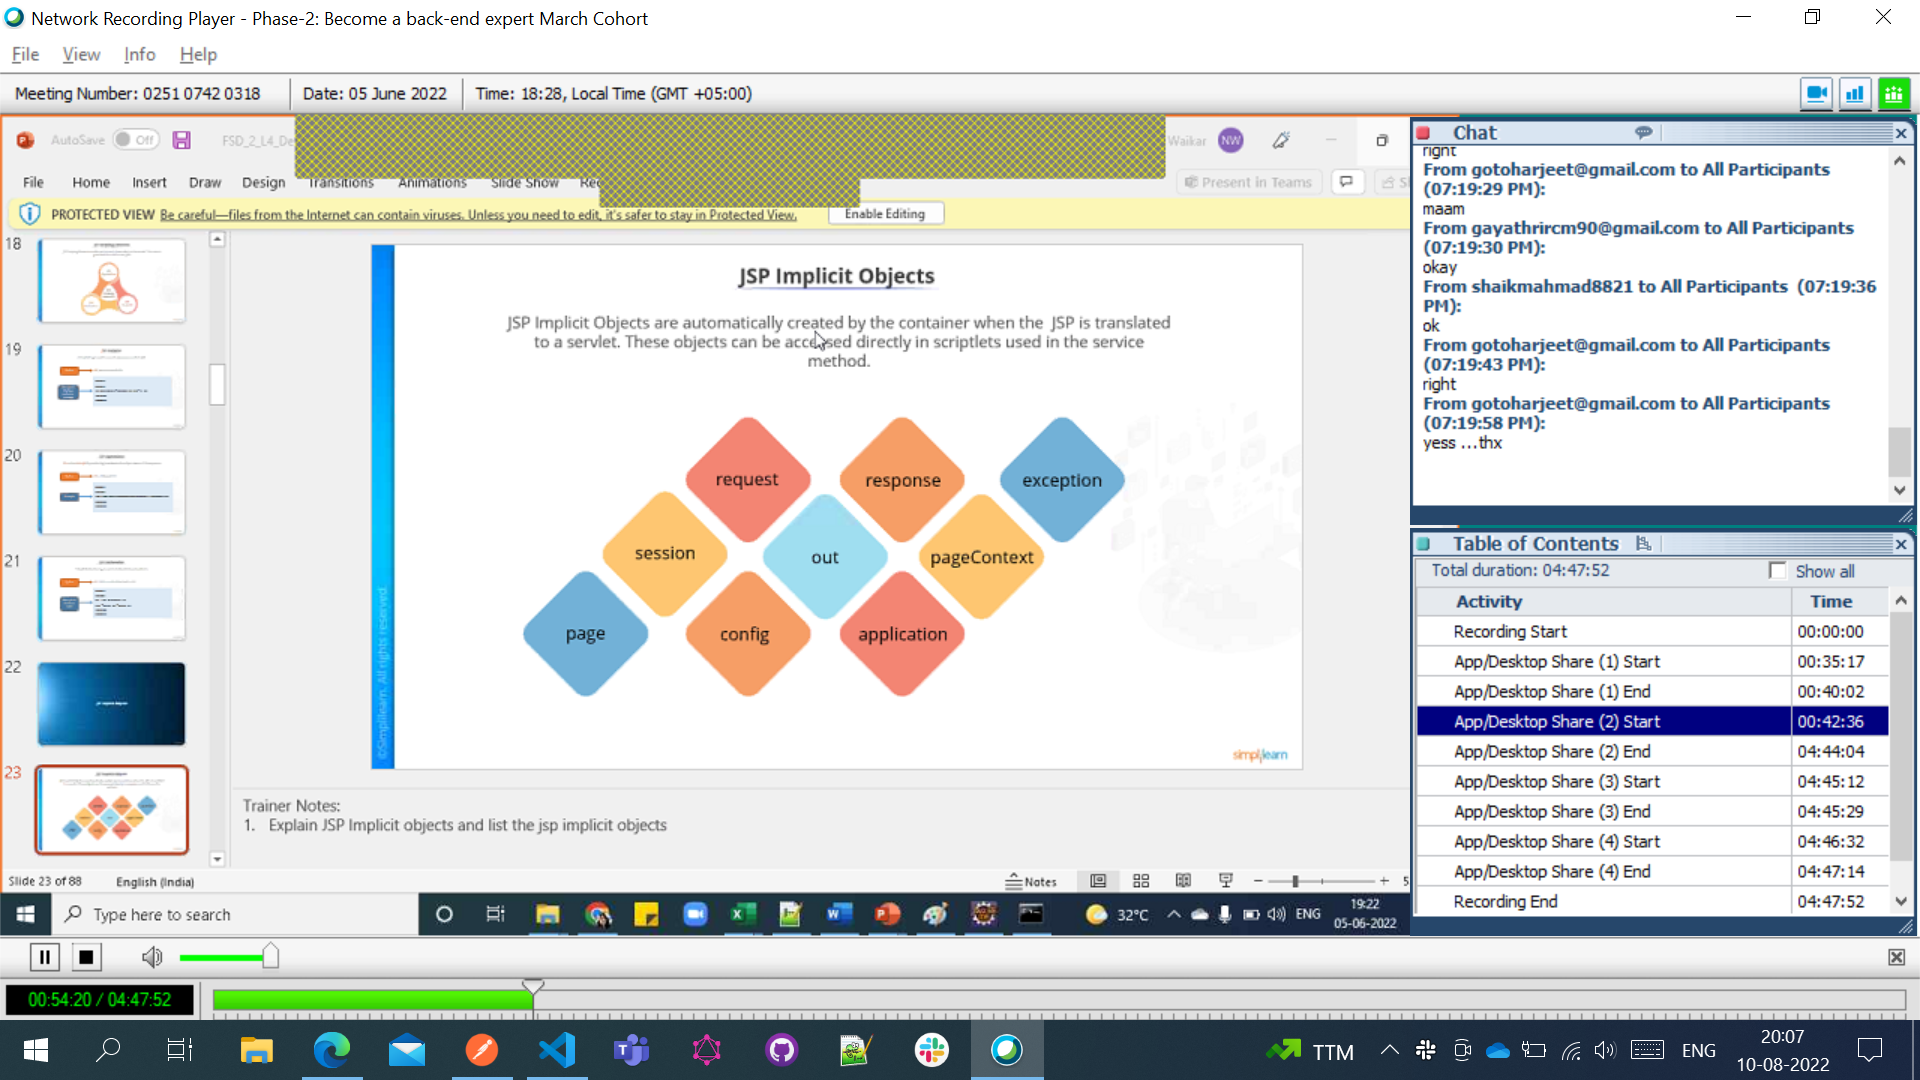 Network Recording Player - Phase-2: Become a back-end expert March Cohort
File View Info Help
Meeting Number: 0251 0742 0318 Date: 05 June 2022 Time: 18:28, Local Time (GMT +05:00)
AutoSave Off FSD_2_L4_De Waikar NW
File Home Insert Draw Design Transitions Animations Slide Show Rec Present in Teams
PROTECTED VIEW Be careful—files from the Internet can contain viruses. Unless you need to edit, it's safer to stay in Protected View. Enable Editing
18
19
20
21
22
23
JSP Implicit Objects
JSP Implicit Objects are automatically created by the container when the JSP is translated
to a servlet. These objects can be accessed directly in scriptlets used in the service
method.
request response exception
session out pageContext
page config application
©Simplilearn. All rights reserved.
simplilearn
Trainer Notes:
1. Explain JSP Implicit objects and list the jsp implicit objects
Slide 23 of 88 English (India) Notes
Type here to search 32°C ENG 19:22
05-06-2022
Chat
right
From gotoharjeet@gmail.com to All Participants
(07:19:29 PM):
maam
From gayathrircm90@gmail.com to All Participants
(07:19:30 PM):
okay
From shaikmahmad8821 to All Participants (07:19:36
PM):
ok
From gotoharjeet@gmail.com to All Participants
(07:19:43 PM):
right
From gotoharjeet@gmail.com to All Participants
(07:19:58 PM):
yess ...thx
Table of Contents
Total duration: 04:47:52 Show all
Activity Time
Recording Start 00:00:00
App/Desktop Share (1) Start 00:35:17
App/Desktop Share (1) End 00:40:02
App/Desktop Share (2) Start 00:42:36
App/Desktop Share (2) End 04:44:04
App/Desktop Share (3) Start 04:45:12
App/Desktop Share (3) End 04:45:29
App/Desktop Share (4) Start 04:46:32
App/Desktop Share (4) End 04:47:14
Recording End 04:47:52
00:54:20 / 04:47:52
TTM ENG 20:07
10-08-2022